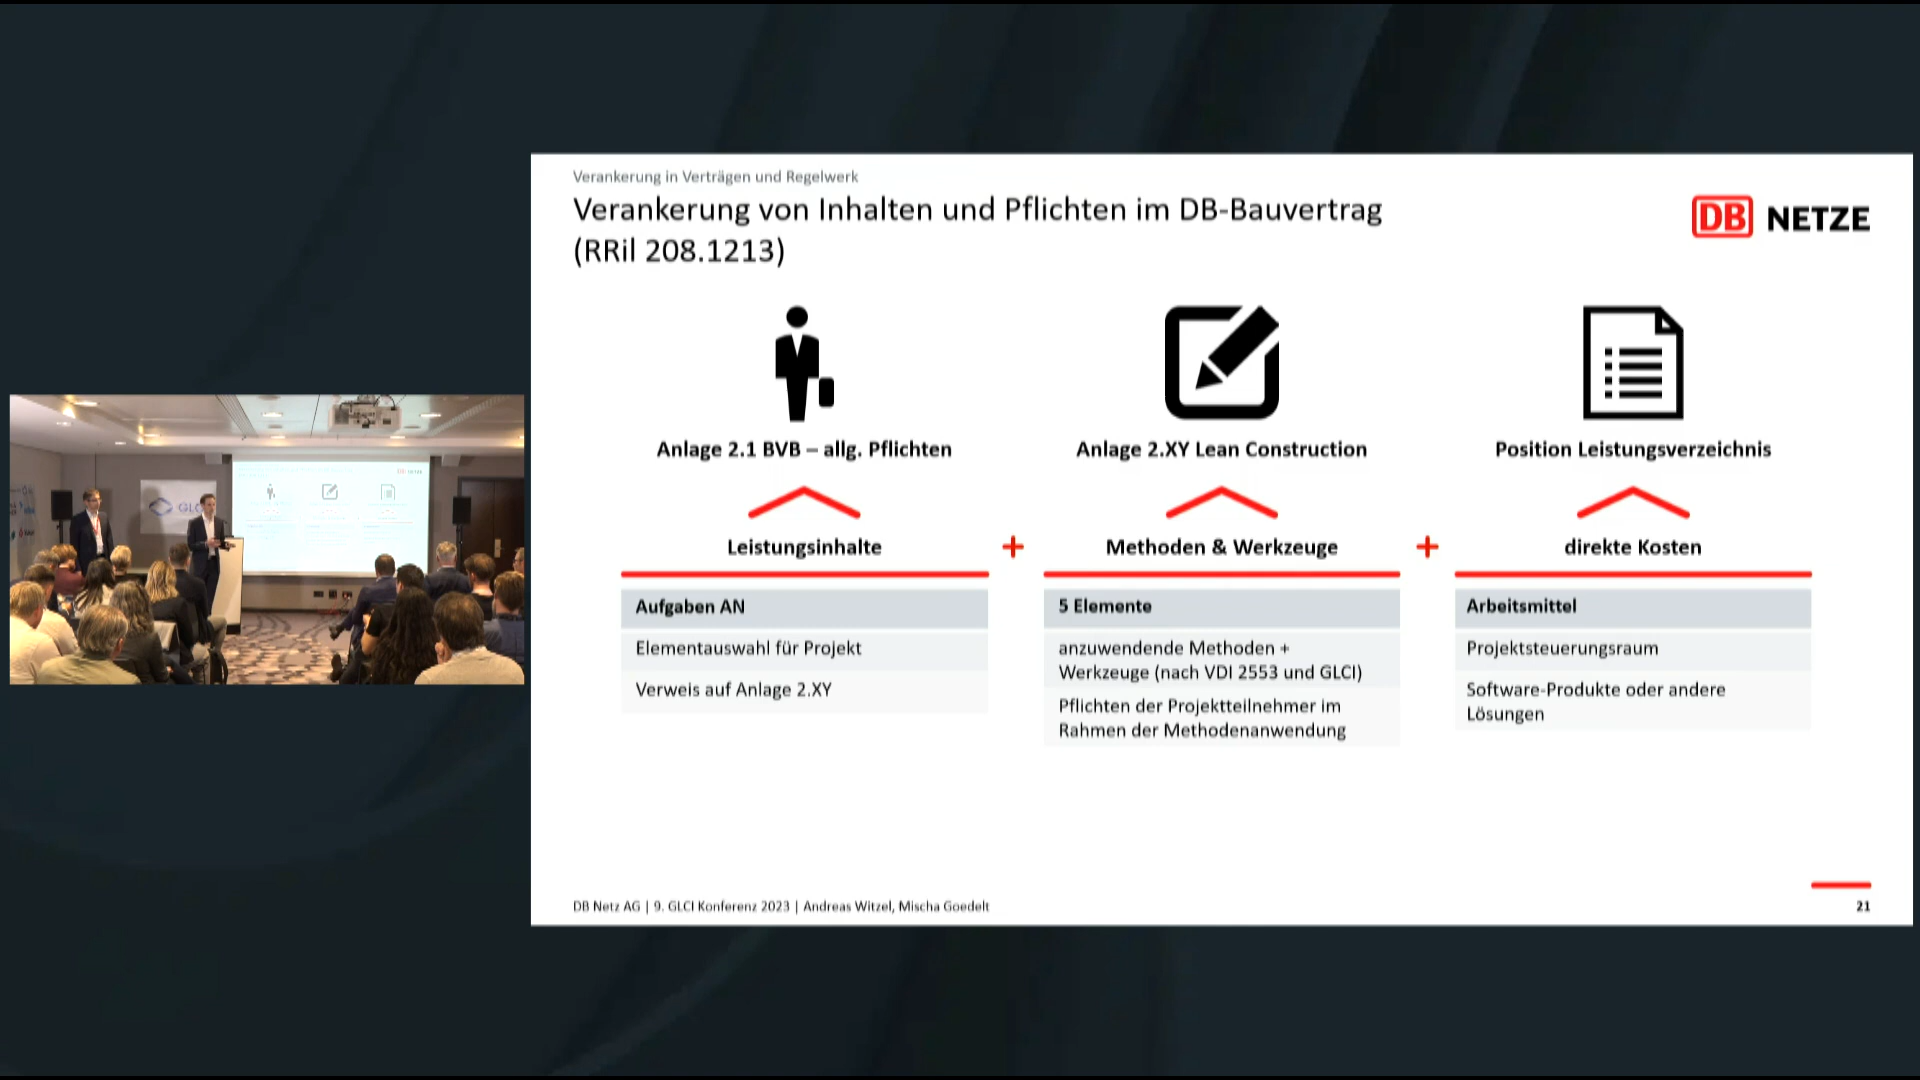 Verankerung in Verträgen und Regelwerk
Verankerung von Inhalten und Pflichten im DB-Bauvertrag
(RRil 208.1213)
DB NETZE
Anlage 2.1 BVB – allg. Pflichten
Anlage 2.XY Lean Construction
Position Leistungsverzeichnis
Leistungsinhalte
+
Methoden & Werkzeuge
+
direkte Kosten
Aufgaben AN
Elementauswahl für Projekt
Verweis auf Anlage 2.XY
5 Elemente
anzuwendende Methoden +
Werkzeuge (nach VDI 2553 und GLCI)
Pflichten der Projektteilnehmer im
Rahmen der Methodenanwendung
Arbeitsmittel
Projektsteuerungsraum
Software-Produkte oder andere
Lösungen
DB Netz AG | 9. GLCI Konferenz 2023 | Andreas Witzel, Mischa Goedelt
21